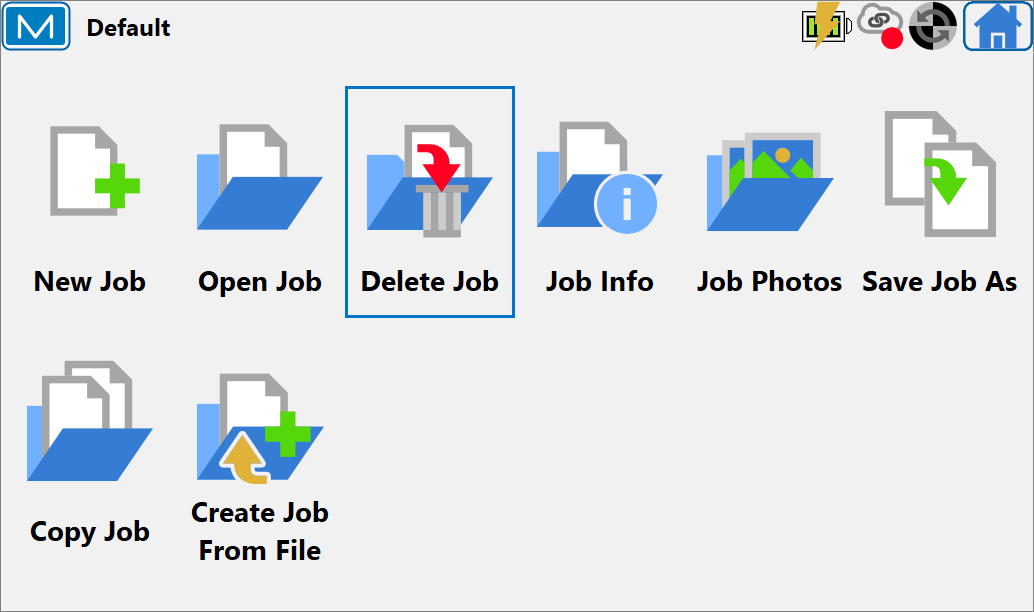 Default
New Job
Open Job
Delete Job
Job Info
Job Photos
Save Job As
Copy Job
Create Job
From File